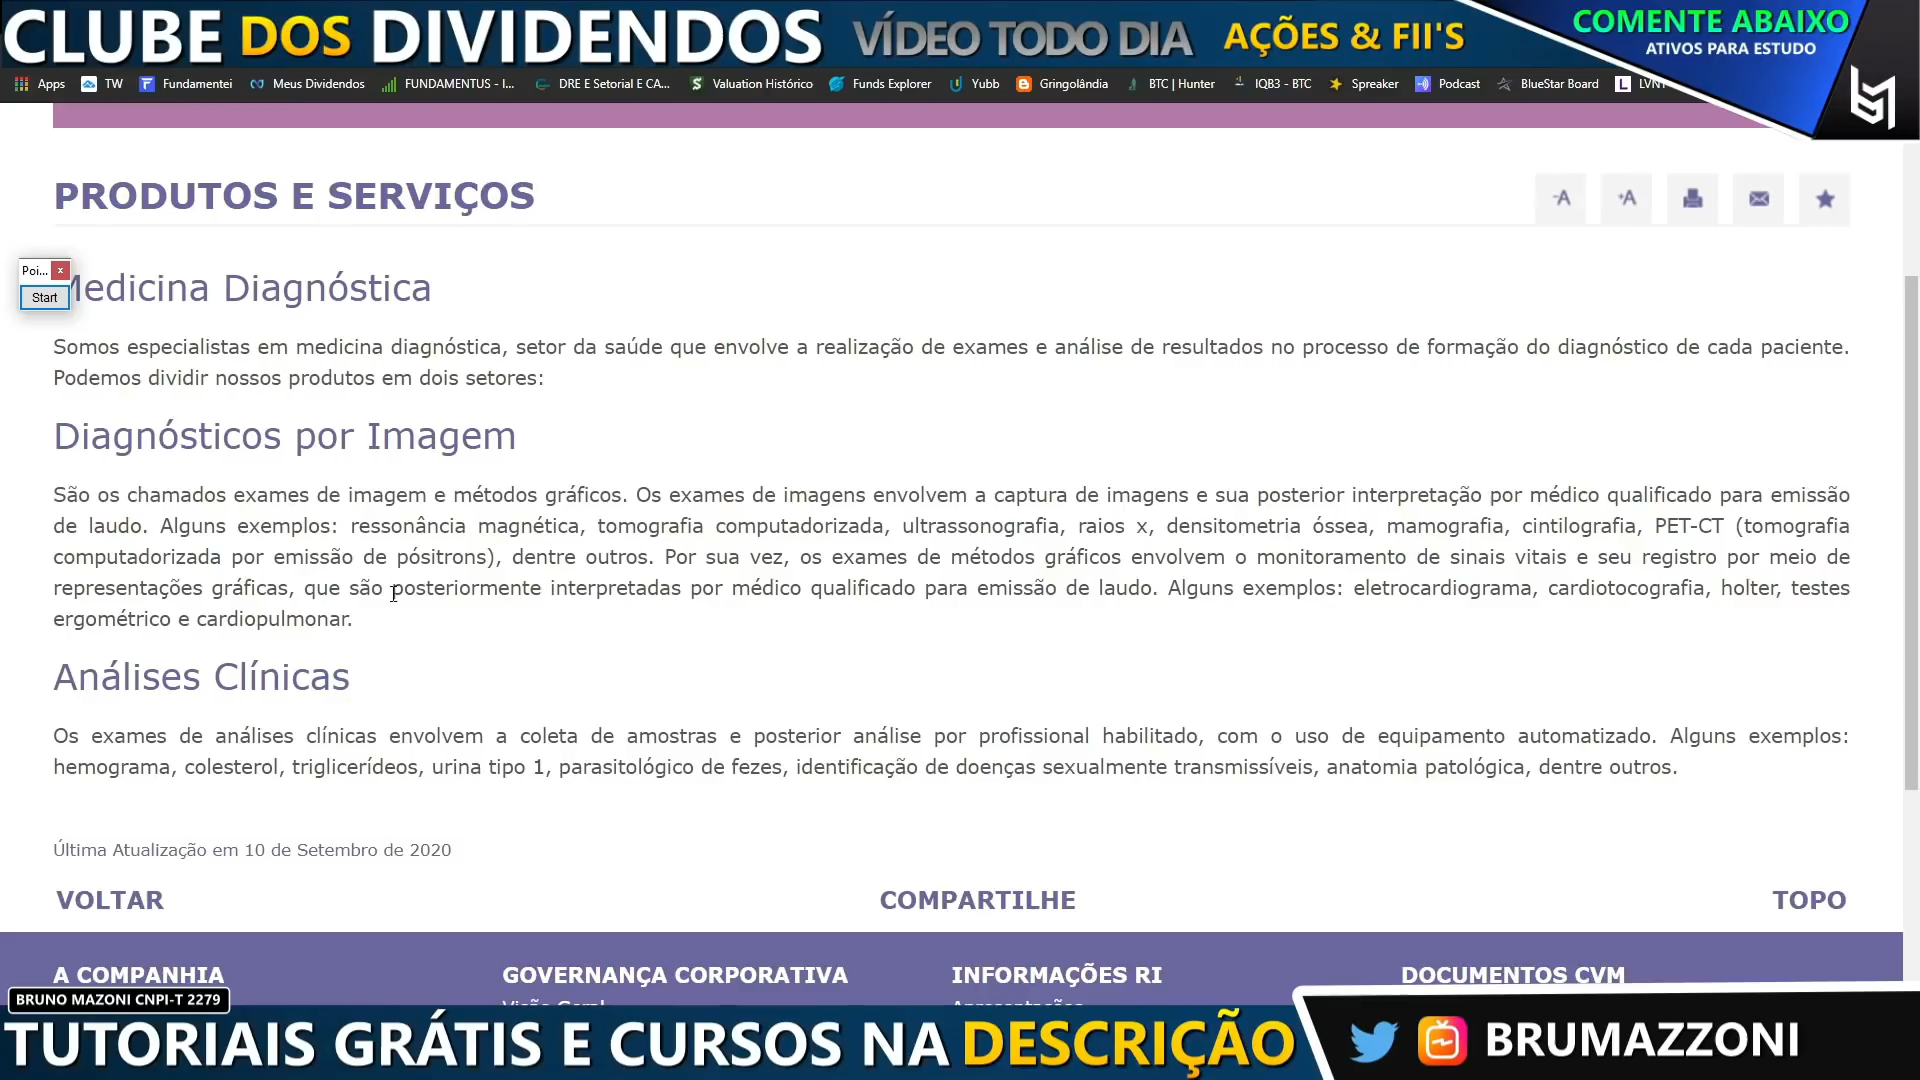 CLUBE DOS DIVIDENDOS VÍDEO TODO DIA AÇÕES & FII'S
COMENTE ABAIXO
ATIVOS PARA ESTUDO
Apps TW Fundamentei Meus Dividendos FUNDAMENTUS - I... DRE E Setorial E CA... Valuation Histórico Funds Explorer Yubb Gringolândia BTC | Hunter IQB3 - BTC Spreaker Podcast BlueStar Board
PRODUTOS E SERVIÇOS
-A +A
Poi... x
Start
Medicina Diagnóstica
Somos especialistas em medicina diagnóstica, setor da saúde que envolve a realização de exames e análise de resultados no processo de formação do diagnóstico de cada paciente.
Podemos dividir nossos produtos em dois setores:
Diagnósticos por Imagem
São os chamados exames de imagem e métodos gráficos. Os exames de imagens envolvem a captura de imagens e sua posterior interpretação por médico qualificado para emissão
de laudo. Alguns exemplos: ressonância magnética, tomografia computadorizada, ultrassonografia, raios x, densitometria óssea, mamografia, cintilografia, PET-CT (tomografia
computadorizada por emissão de pósitrons), dentre outros. Por sua vez, os exames de métodos gráficos envolvem o monitoramento de sinais vitais e seu registro por meio de
representações gráficas, que são posteriormente interpretadas por médico qualificado para emissão de laudo. Alguns exemplos: eletrocardiograma, cardiotocografia, holter, testes
ergométrico e cardiopulmonar.
Análises Clínicas
Os exames de análises clínicas envolvem a coleta de amostras e posterior análise por profissional habilitado, com o uso de equipamento automatizado. Alguns exemplos:
hemograma, colesterol, triglicerídeos, urina tipo 1, parasitológico de fezes, identificação de doenças sexualmente transmissíveis, anatomia patológica, dentre outros.
Última Atualização em 10 de Setembro de 2020
VOLTAR COMPARTILHE TOPO
A COMPANHIA GOVERNANÇA CORPORATIVA INFORMAÇÕES RI DOCUMENTOS CVM
BRUNO MAZONI CNPI-T 2279
Visão Geral Apresentações
TUTORIAIS GRÁTIS E CURSOS NA DESCRIÇÃO
BRUMAZZONI